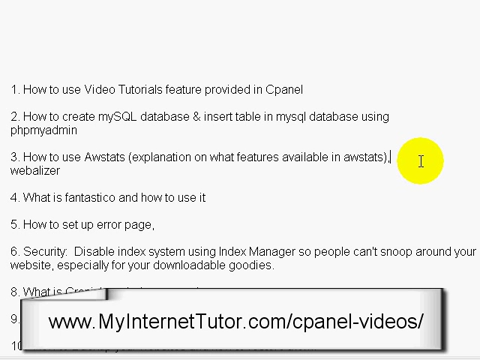 1. How to use Video Tutorials feature provided in Cpanel
2. How to create mySQL database & insert table in mysql database using
phpmyadmin
3. How to use Awstats (explanation on what features available in awstats),
webalizer
4. What is fantastico and how to use it
5. How to set up error page,
6. Security:  Disable index system using Index Manager so people can't snoop around your
website, especially for your downloadable goodies.
8. What is
9.
www.MyInternetTutor.com/cpanel-videos/